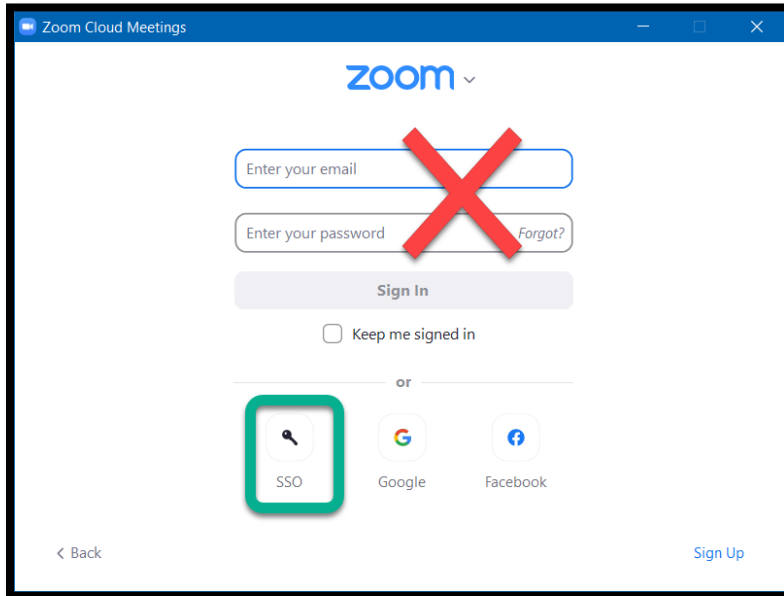 Zoom Cloud Meetings
zoom
Enter your email
Enter your password Forgot?
Sign In
Keep me signed in
or
SSO Google Facebook
Back Sign Up